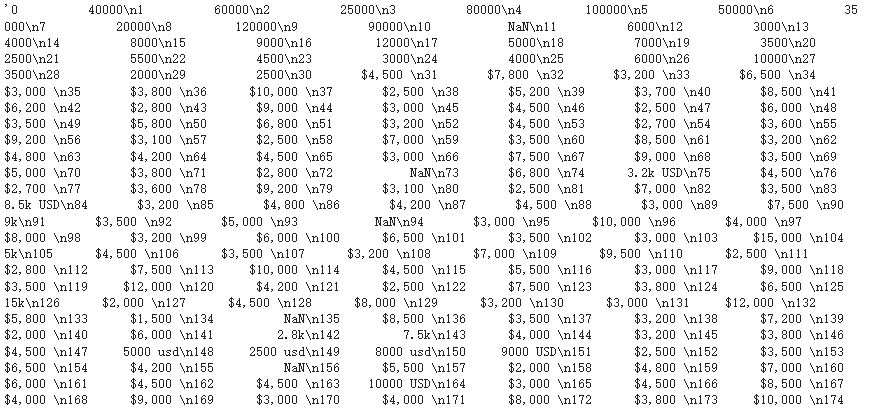 '0 40000\n1 60000\n2 25000\n3 80000\n4 100000\n5 50000\n6 35
000\n7 20000\n8 120000\n9 90000\n10 NaN\n11 6000\n12 3000\n13
4000\n14 8000\n15 9000\n16 12000\n17 5000\n18 7000\n19 3500\n20
2500\n21 5500\n22 4500\n23 3000\n24 4000\n25 6000\n26 10000\n27
3500\n28 2000\n29 2500\n30 $4,500 \n31 $7,800 \n32 $3,200 \n33 $6,500 \n34
$3,000 \n35 $3,800 \n36 $10,000 \n37 $2,500 \n38 $5,200 \n39 $3,700 \n40 $8,500 \n41
$6,200 \n42 $2,800 \n43 $9,000 \n44 $3,000 \n45 $4,500 \n46 $2,500 \n47 $6,000 \n48
$3,500 \n49 $5,800 \n50 $6,800 \n51 $3,200 \n52 $4,500 \n53 $2,700 \n54 $3,600 \n55
$9,200 \n56 $3,100 \n57 $2,500 \n58 $7,000 \n59 $3,500 \n60 $8,500 \n61 $3,200 \n62
$4,800 \n63 $4,200 \n64 $4,500 \n65 $3,000 \n66 $7,500 \n67 $9,000 \n68 $3,500 \n69
$5,000 \n70 $3,800 \n71 $2,800 \n72 NaN\n73 $6,800 \n74 3.2k USD\n75 $4,500 \n76
$2,700 \n77 $3,600 \n78 $9,200 \n79 $3,100 \n80 $2,500 \n81 $7,000 \n82 $3,500 \n83
8.5k USD\n84 $3,200 \n85 $4,800 \n86 $4,200 \n87 $4,500 \n88 $3,000 \n89 $7,500 \n90
9k\n91 $3,500 \n92 $5,000 \n93 NaN\n94 $3,000 \n95 $10,000 \n96 $4,000 \n97
$8,000 \n98 $3,200 \n99 $6,000 \n100 $6,500 \n101 $3,500 \n102 $3,000 \n103 $15,000 \n104
5k\n105 $4,500 \n106 $3,500 \n107 $3,200 \n108 $7,000 \n109 $9,500 \n110 $2,500 \n111
$2,800 \n112 $7,500 \n113 $10,000 \n114 $4,500 \n115 $5,500 \n116 $3,000 \n117 $9,000 \n118
$3,500 \n119 $12,000 \n120 $4,200 \n121 $2,500 \n122 $7,500 \n123 $3,800 \n124 $6,500 \n125
15k\n126 $2,000 \n127 $4,500 \n128 $8,000 \n129 $3,200 \n130 $3,000 \n131 $12,000 \n132
$5,800 \n133 $1,500 \n134 NaN\n135 $8,500 \n136 $3,500 \n137 $3,200 \n138 $7,200 \n139
$2,000 \n140 $6,000 \n141 2.8k\n142 7.5k\n143 $4,000 \n144 $3,200 \n145 $3,800 \n146
$4,500 \n147 5000 usd\n148 2500 usd\n149 8000 usd\n150 9000 USD\n151 $2,500 \n152 $3,500 \n153
$6,500 \n154 $4,200 \n155 NaN\n156 $5,500 \n157 $2,000 \n158 $4,800 \n159 $7,000 \n160
$6,000 \n161 $4,500 \n162 $4,500 \n163 10000 USD\n164 $3,000 \n165 $4,500 \n166 $8,500 \n167
$4,000 \n168 $9,000 \n169 $3,000 \n170 $4,000 \n171 $8,000 \n172 $3,800 \n173 $10,000 \n174